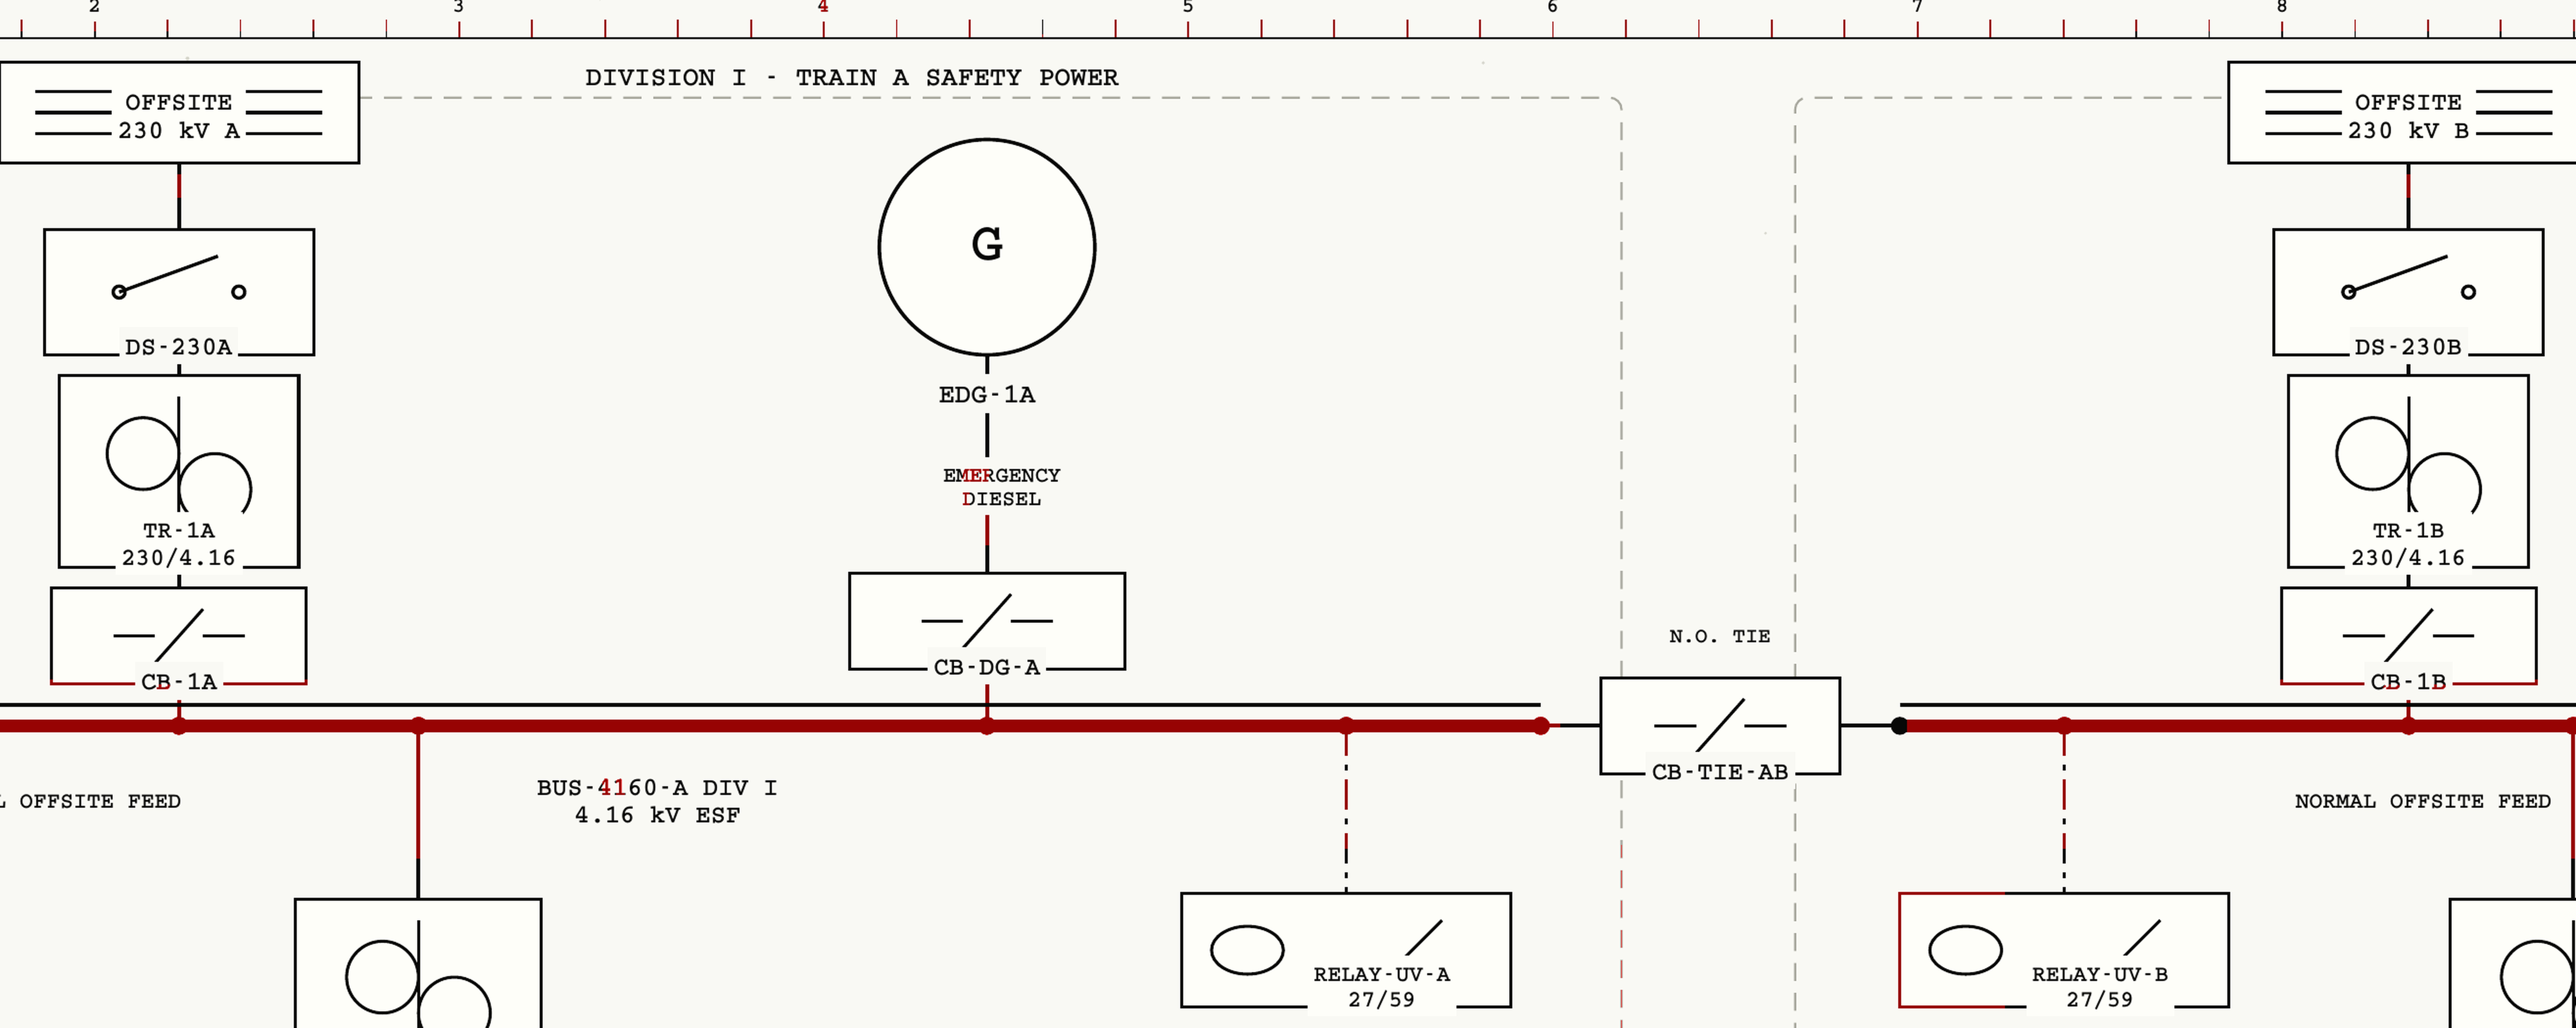 2 3 4 5 6 7 8
DIVISION I - TRAIN A SAFETY POWER
OFFSITE
230 kV A
OFFSITE
230 kV B
G
DS-230A
DS-230B
EDG-1A
EMERGENCY
DIESEL
TR-1A
230/4.16
TR-1B
230/4.16
N.O. TIE
CB-1A
CB-DG-A
CB-1B
CB-TIE-AB
BUS-4160-A DIV I
4.16 kV ESF
L OFFSITE FEED
NORMAL OFFSITE FEED
RELAY-UV-A
27/59
RELAY-UV-B
27/59